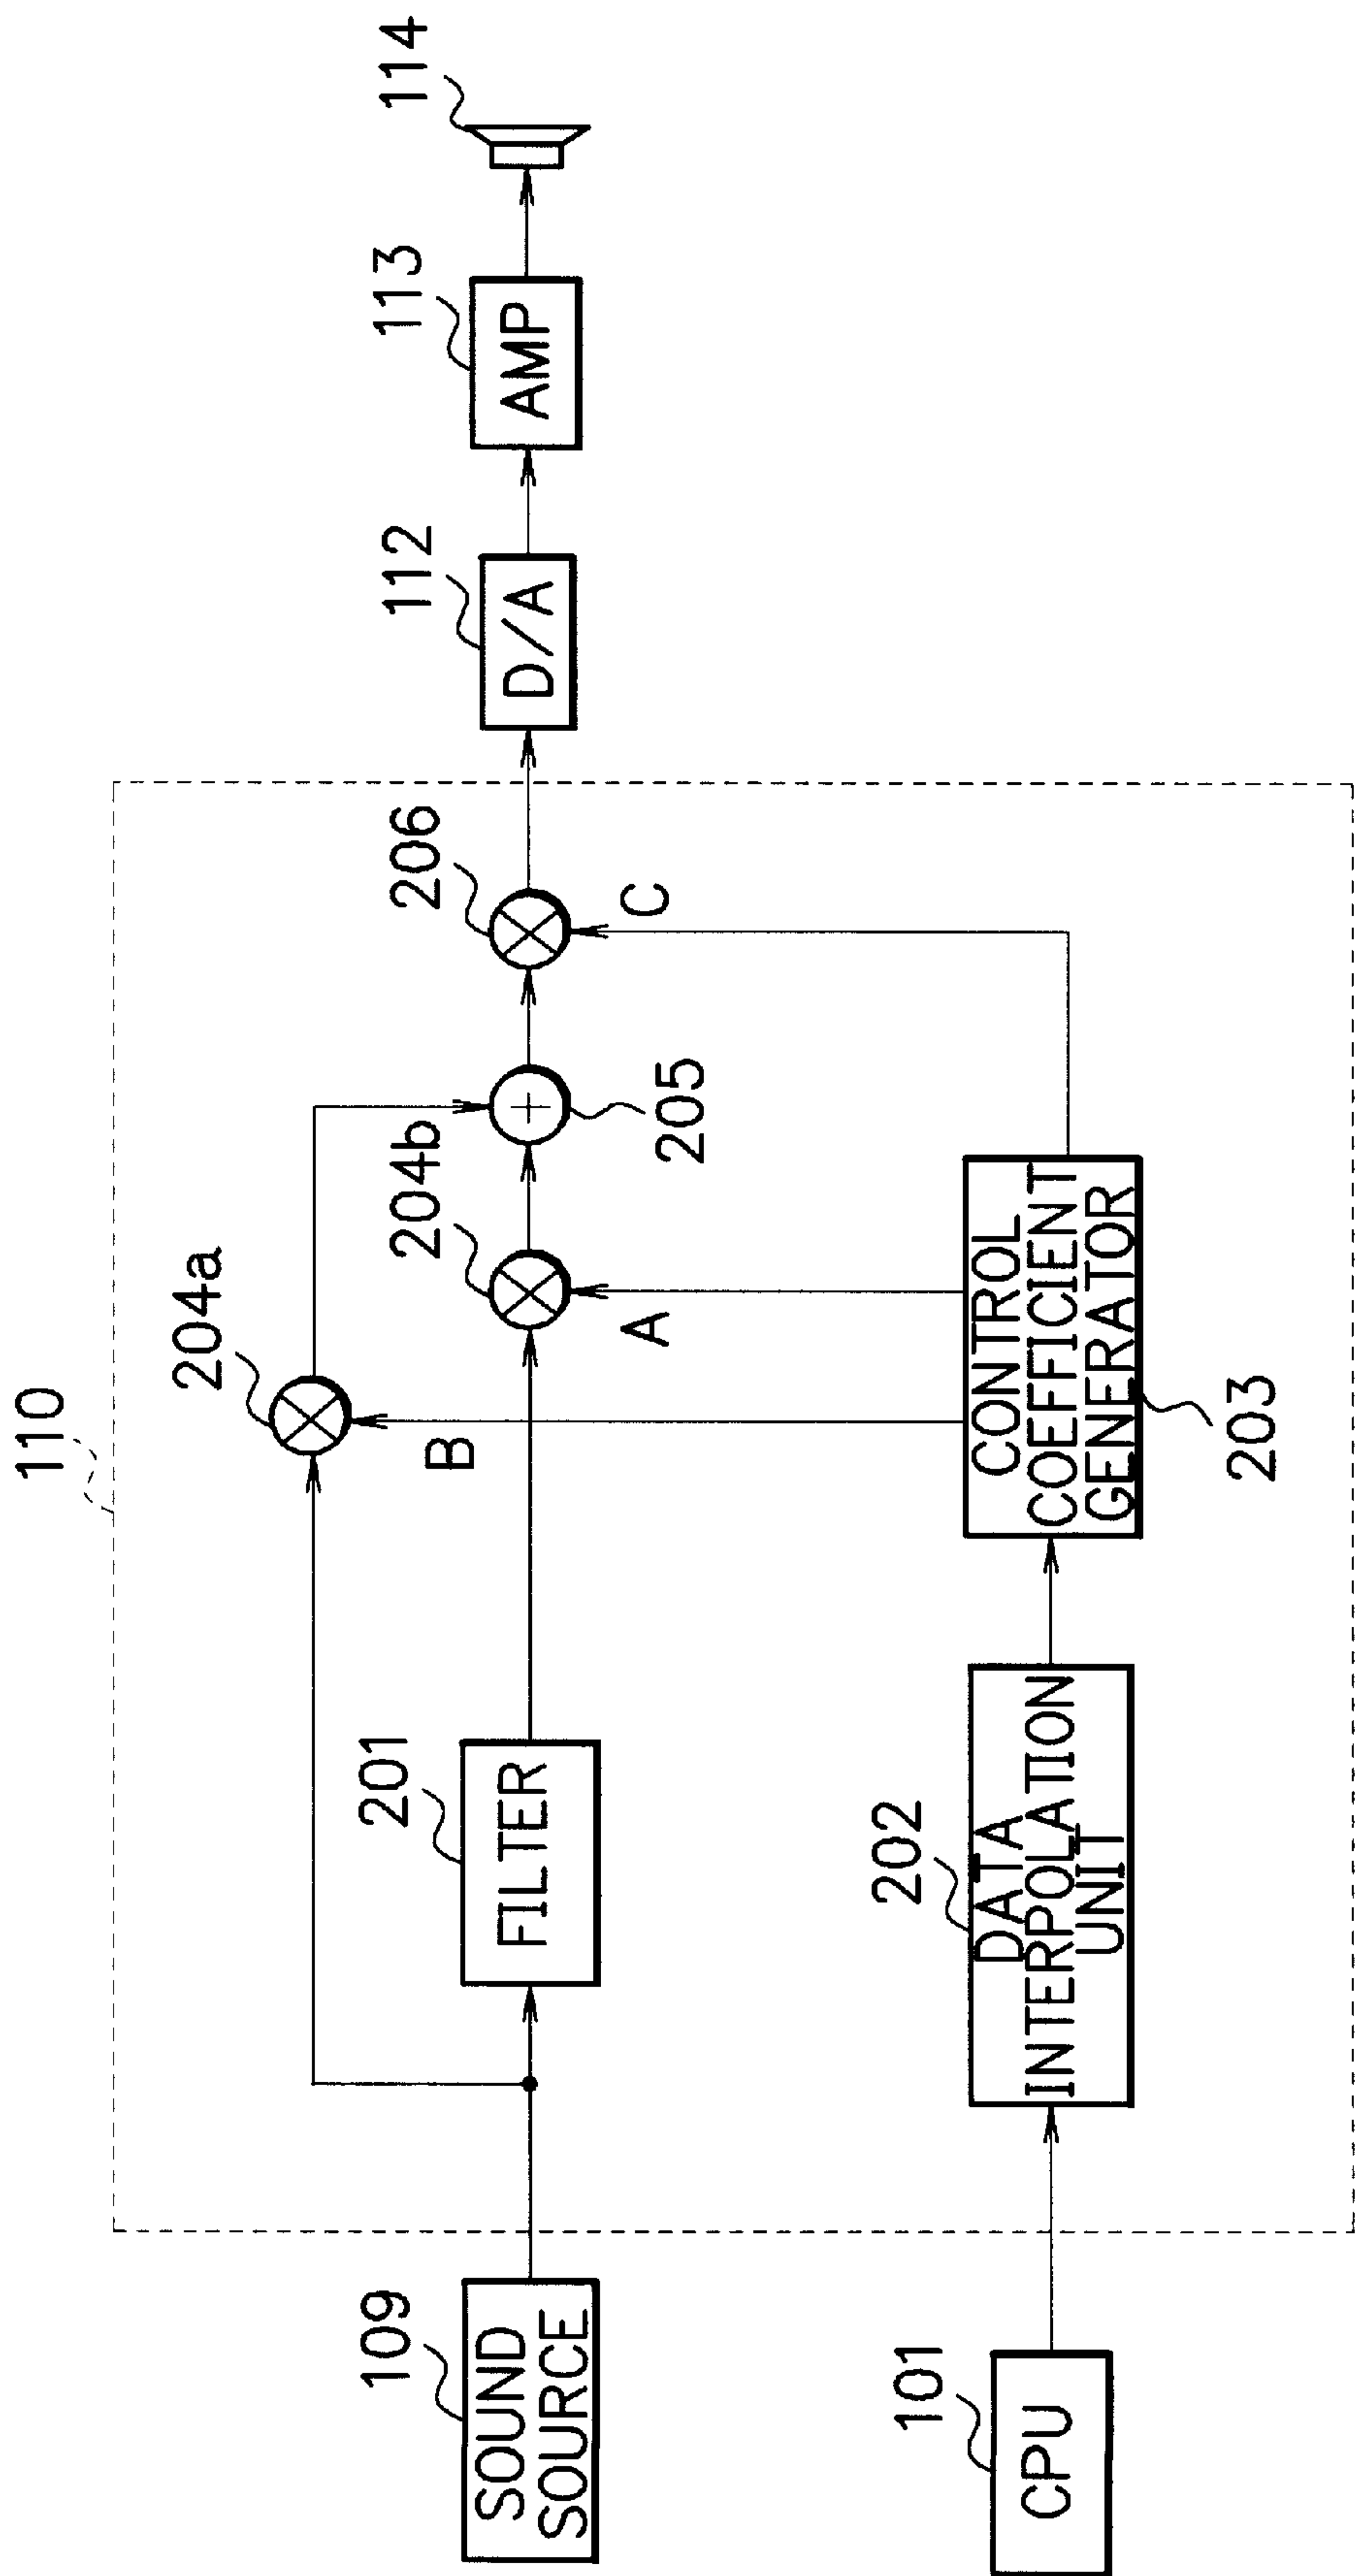 110
204a
B
201
FILTER
204b
A
205
206
C
112
D/A
113
AMP
114
109
SOUND
SOURCE
202
DATA
INTERPOLATION
UNIT
CONTROL
COEFFICIENT
GENERATOR
203
101
CPU